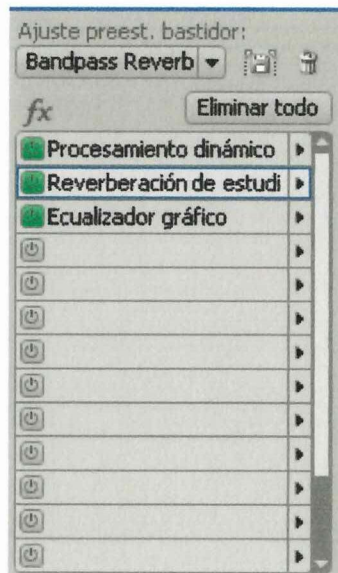 Ajuste preest. bastidor:
Bandpass Reverb
fx
Eliminar todo
Procesamiento dinámico
Reverberación de estudi
Ecualizador gráfico